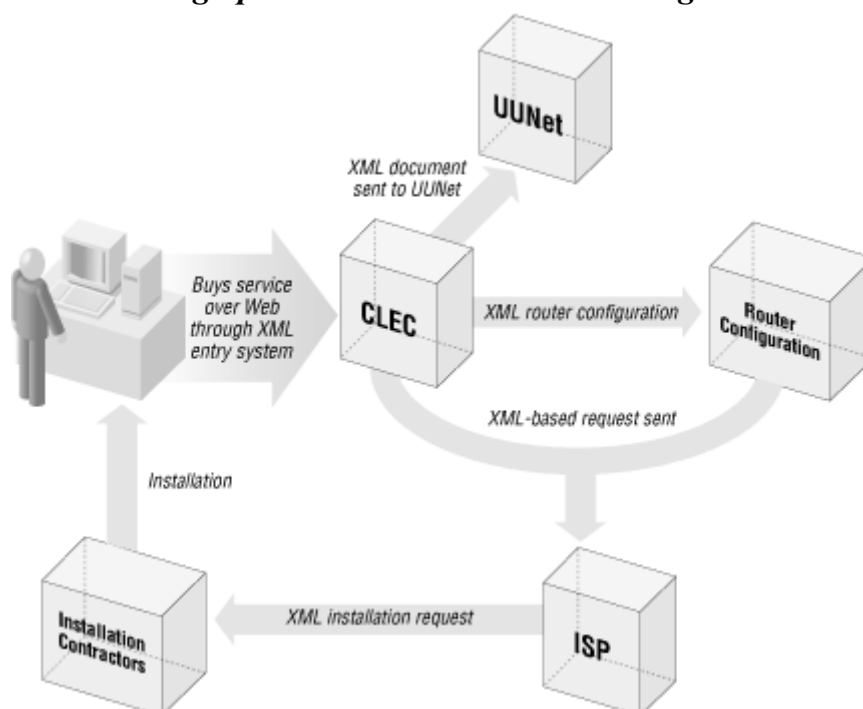 UUNet
XML document
sent to UUNet
Buys service
over Web
through XML
entry system
CLEC
XML router configuration
Router
Configuration
XML-based request sent
Installation
Installation
Contractors
XML installation request
ISP